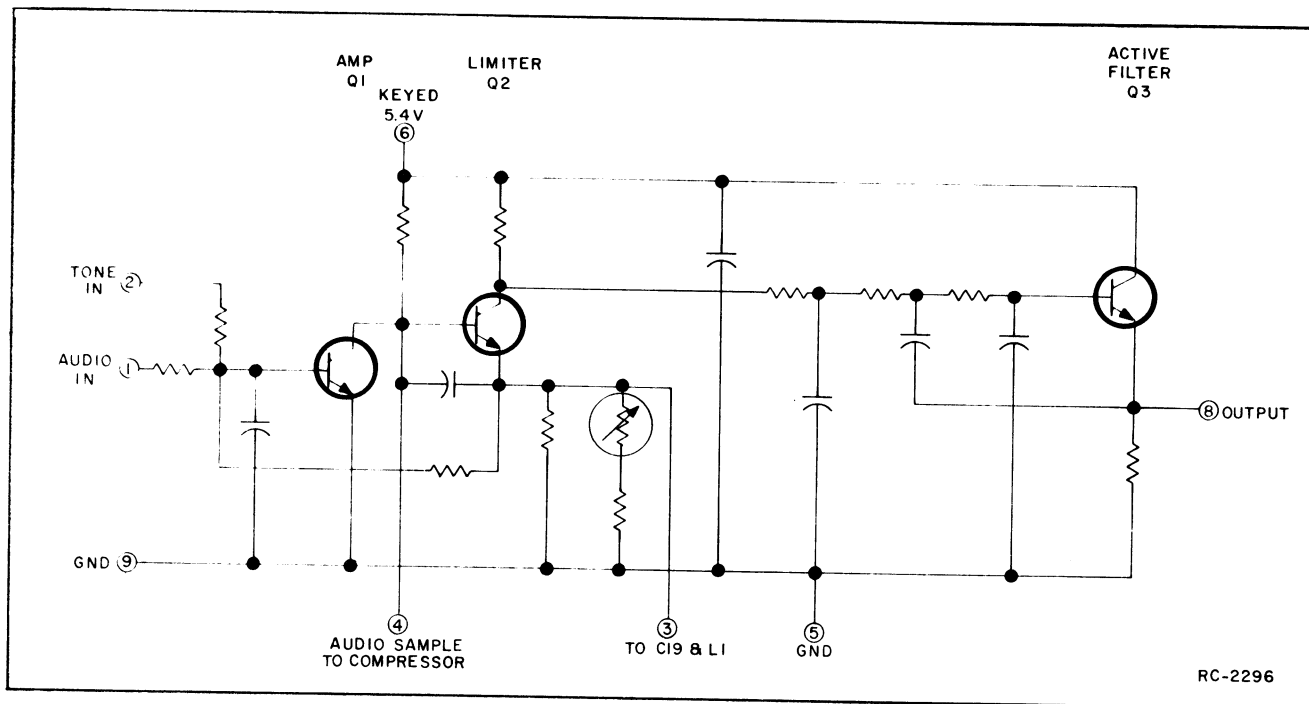 AMP
Q1
LIMITER
Q2
ACTIVE
FILTER
Q3
KEYED
5.4V
6
TONE
IN 2
AUDIO
IN 1
8 OUTPUT
GND 9
4
AUDIO SAMPLE
TO COMPRESSOR
3
TO C19 & L1
5
GND
RC-2296